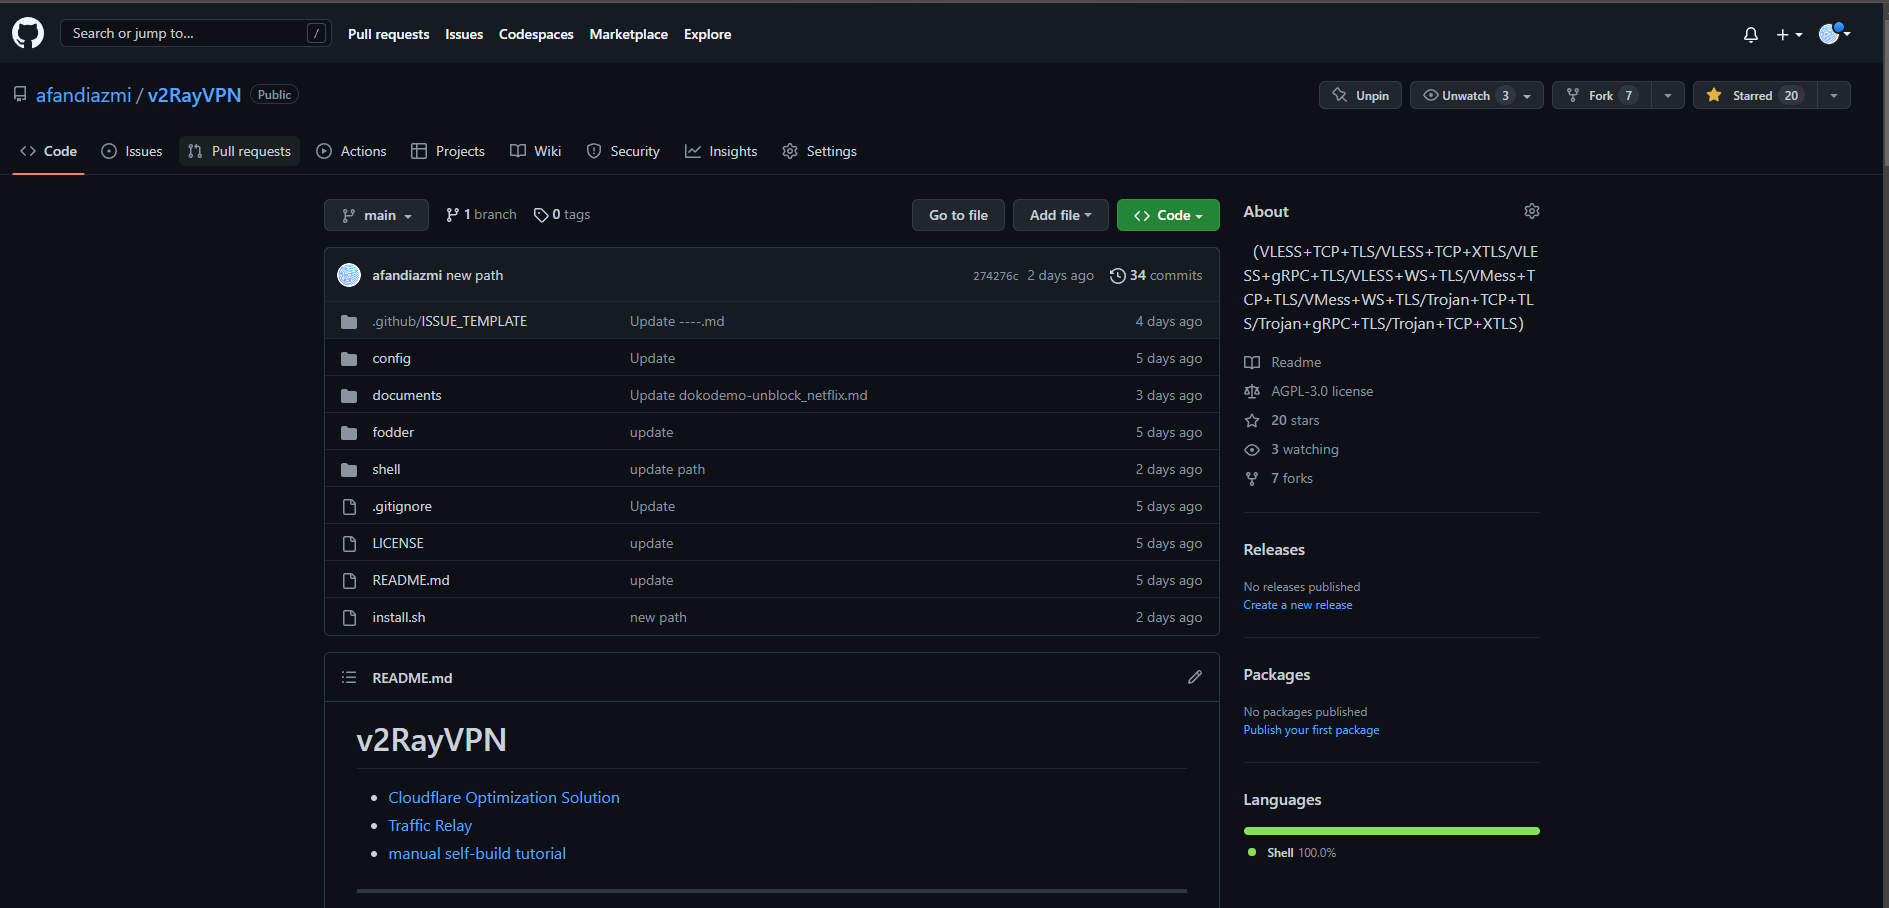 Search or jump to... /
Pull requests Issues Codespaces Marketplace Explore
afandiazmi / v2RayVPN Public
Unpin Unwatch 3 Fork 7 Starred 20
Code Issues Pull requests Actions Projects Wiki Security Insights Settings
main 1 branch 0 tags Go to file Add file Code
afandiazmi new path 274276c 2 days ago 34 commits
.github/ISSUE_TEMPLATE Update ----.md 4 days ago
config Update 5 days ago
documents Update dokodemo-unblock_netflix.md 3 days ago
fodder update 5 days ago
shell update path 2 days ago
.gitignore Update 5 days ago
LICENSE update 5 days ago
README.md update 5 days ago
install.sh new path 2 days ago
README.md
v2RayVPN
Cloudflare Optimization Solution
Traffic Relay
manual self-build tutorial
About
（VLESS+TCP+TLS/VLESS+TCP+XTLS/VLE
SS+gRPC+TLS/VLESS+WS+TLS/VMess+T
CP+TLS/VMess+WS+TLS/Trojan+TCP+TL
S/Trojan+gRPC+TLS/Trojan+TCP+XTLS）
Readme
AGPL-3.0 license
20 stars
3 watching
7 forks
Releases
No releases published
Create a new release
Packages
No packages published
Publish your first package
Languages
Shell 100.0%